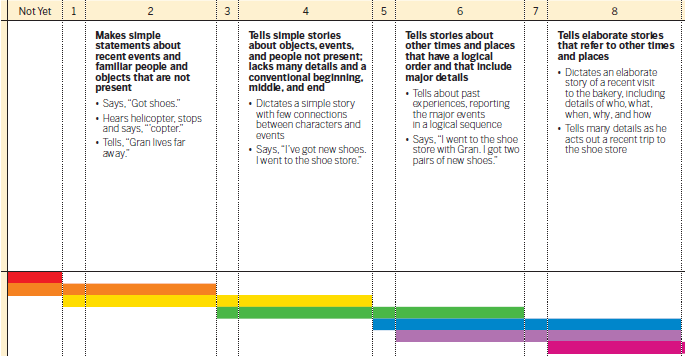 Not Yet 1 2 3 4 5 6 7 8
Makes simple
statements about
recent events and
familiar people and
objects that are not
present
• Says, “Got shoes.”
• Hears helicopter, stops
and says, “’copter.”
• Tells, “Gran lives far
away.”
Tells simple stories
about objects, events,
and people not present;
lacks many details and a
conventional beginning,
middle, and end
• Dictates a simple story
with few connections
between characters and
events
• Says, “I’ve got new shoes.
I went to the shoe store.”
Tells stories about
other times and places
that have a logical
order and that include
major details
• Tells about past
experiences, reporting
the major events
in a logical sequence
• Says, “I went to the shoe
store with Gran. I got two
pairs of new shoes.”
Tells elaborate stories
that refer to other times
and places
• Dictates an elaborate
story of a recent visit
to the bakery, including
details of who, what,
when, why, and how
• Tells many details as he
acts out a recent trip to
the shoe store